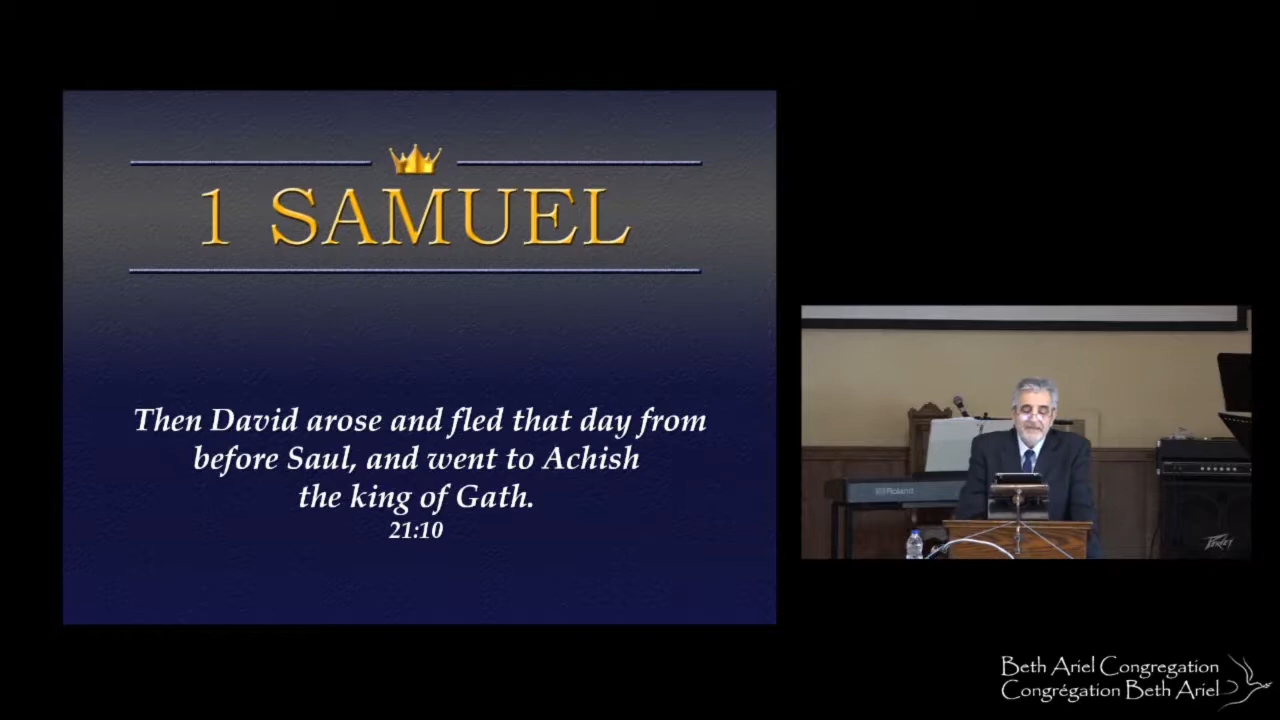 1 SAMUEL
Then David arose and fled that day from
before Saul, and went to Achish
the king of Gath.
21:10
Roland
PEAVEY
Beth Ariel Congregation
Congrégation Beth Ariel